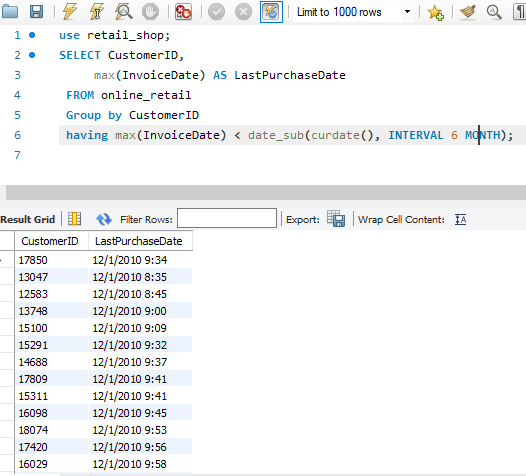 Limit to 1000 rows
1 use retail_shop;
2 SELECT CustomerID,
3 max(InvoiceDate) AS LastPurchaseDate
4 FROM online_retail
5 Group by CustomerID
6 having max(InvoiceDate) < date_sub(curdate(), INTERVAL 6 MONTH);
7
Result Grid Filter Rows: Export: Wrap Cell Content: IA
CustomerID LastPurchaseDate
17850 12/1/2010 9:34
13047 12/1/2010 8:35
12583 12/1/2010 8:45
13748 12/1/2010 9:00
15100 12/1/2010 9:09
15291 12/1/2010 9:32
14688 12/1/2010 9:37
17809 12/1/2010 9:41
15311 12/1/2010 9:41
16098 12/1/2010 9:45
18074 12/1/2010 9:53
17420 12/1/2010 9:56
16029 12/1/2010 9:58